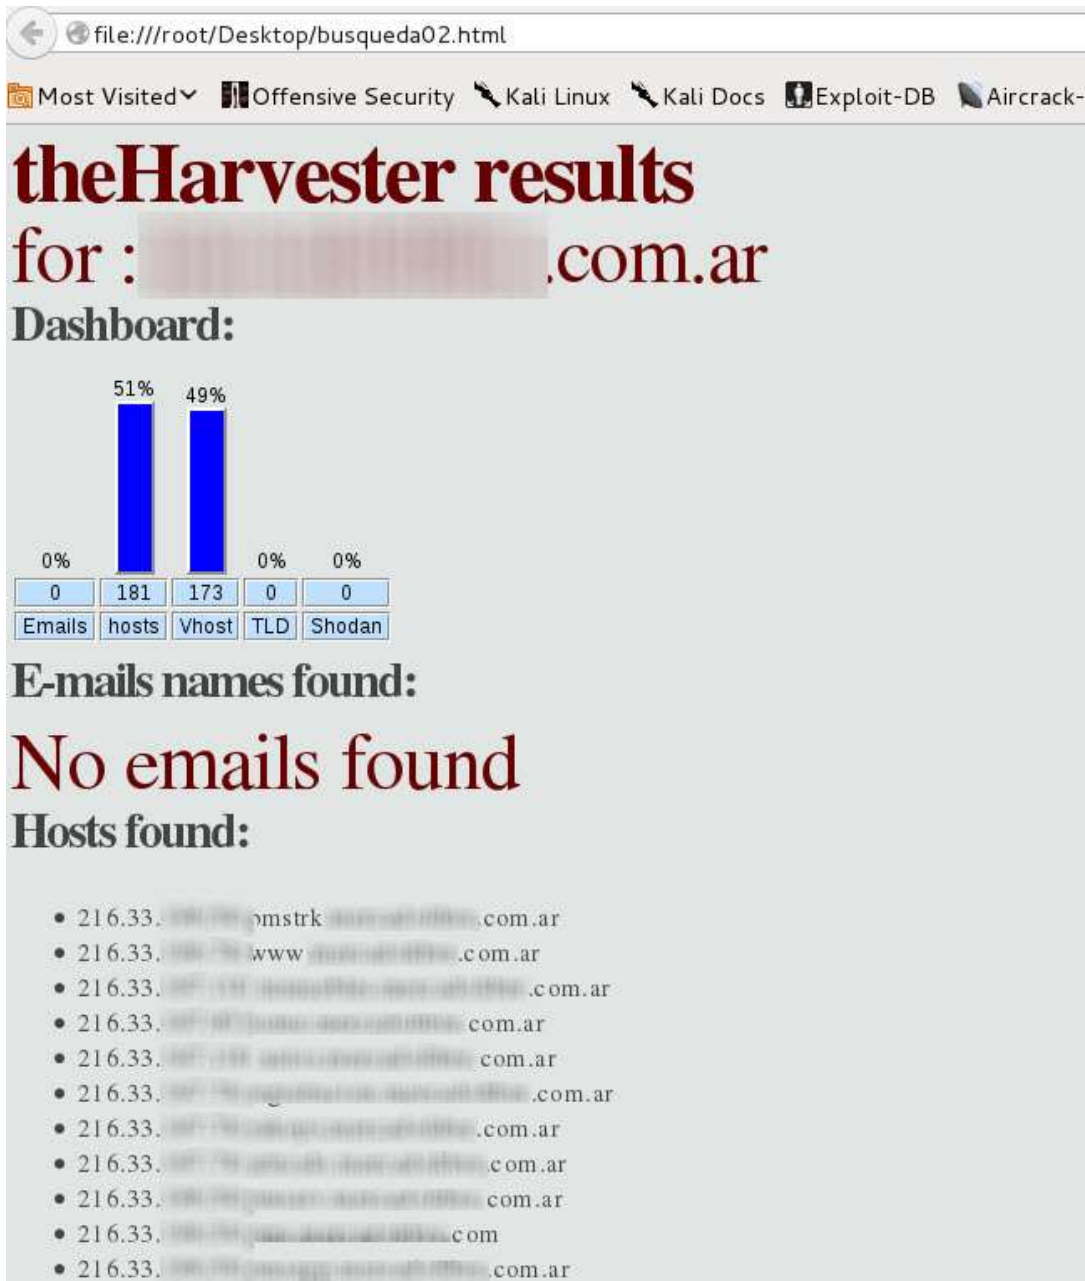 file:///root/Desktop/busqueda02.html
Most Visited Offensive Security Kali Linux Kali Docs Exploit-DB Aircrack-
theHarvester results
for : .com.ar
Dashboard:
51% 49%
0% 0% 0%
0 181 173 0 0
Emails hosts Vhost TLD Shodan
E-mails names found:
No emails found
Hosts found:
• 216.33. pmstrk .com.ar
• 216.33. www .com.ar
• 216.33. .com.ar
• 216.33. com.ar
• 216.33. com.ar
• 216.33. .com.ar
• 216.33. .com.ar
• 216.33. com.ar
• 216.33. com.ar
• 216.33. com
• 216.33. .com.ar